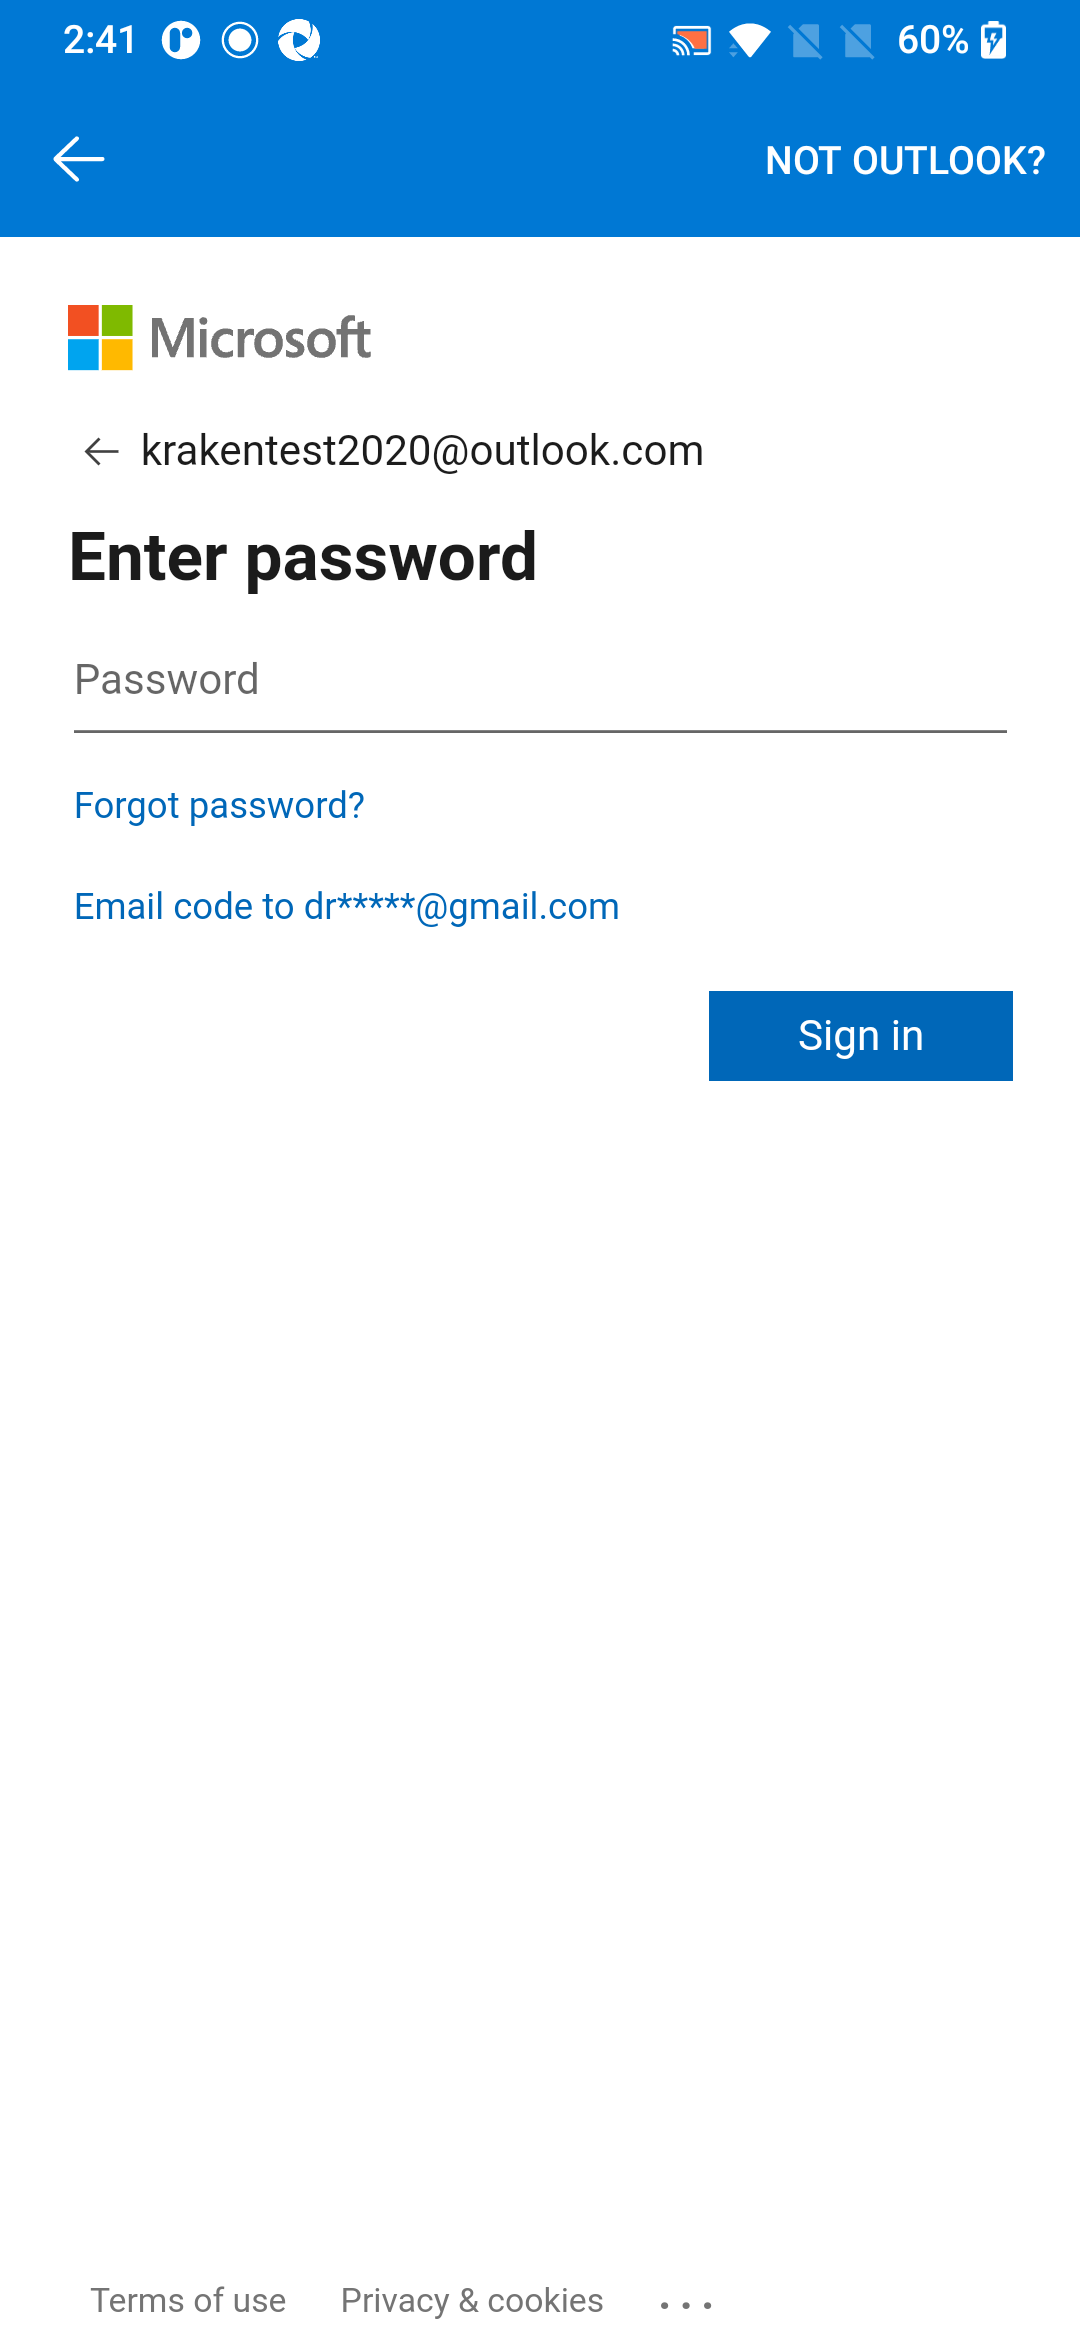 2:41
60%
NOT OUTLOOK?
Microsoft
krakentest2020@outlook.com
Enter password
Password
Forgot password?
Email code to dr*****@gmail.com
Sign in
Terms of use Privacy & cookies ...